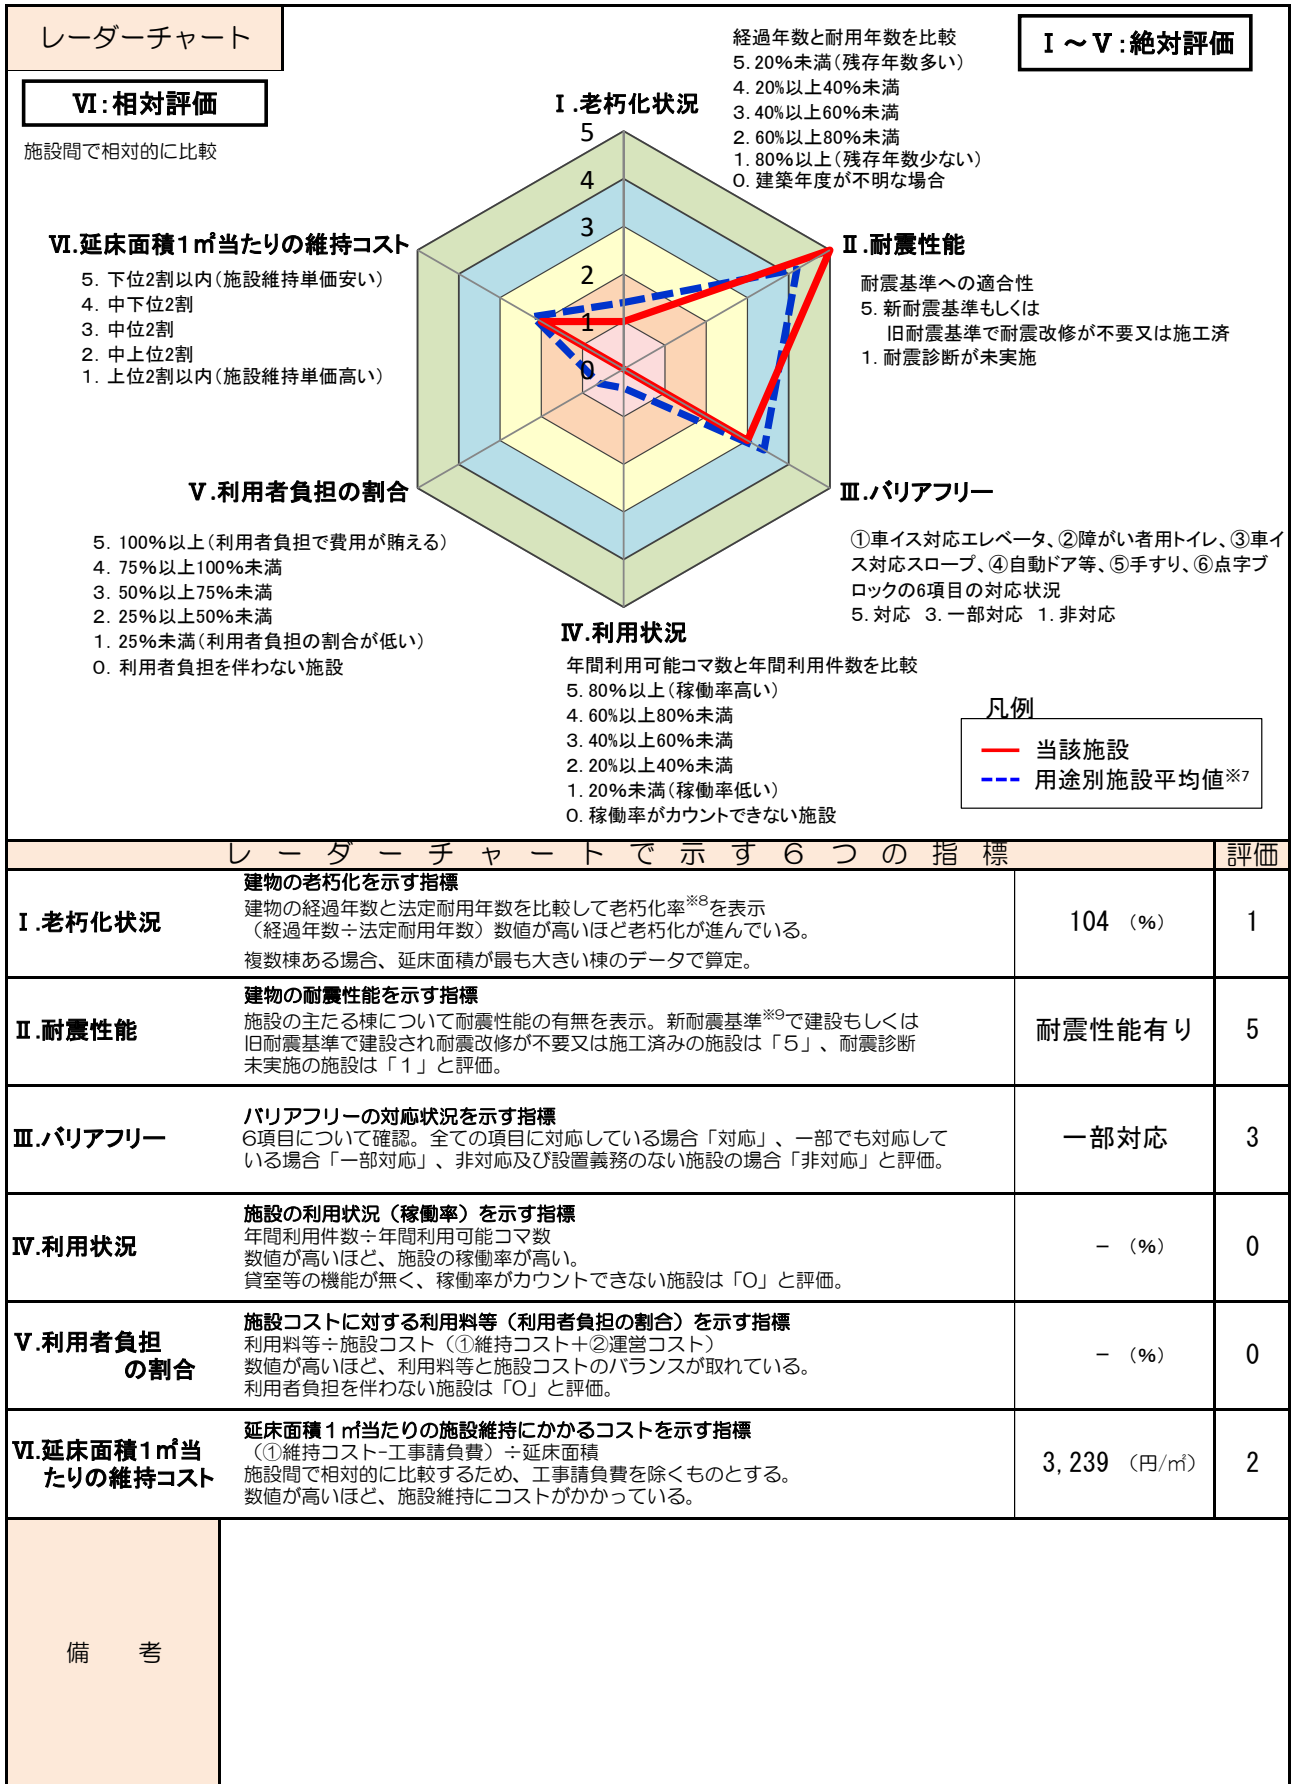 レーダーチャート
Ⅵ:相対評価
施設間で相対的に比較
Ⅰ～Ⅴ:絶対評価
Ⅰ.老朽化状況
経過年数と耐用年数を比較
5. 20%未満(残存年数多い)
4. 20%以上40%未満
3. 40%以上60%未満
2. 60%以上80%未満
1. 80%以上(残存年数少ない)
0. 建築年度が不明な場合
5
4
3
2
1
0
Ⅱ.耐震性能
耐震基準への適合性
5. 新耐震基準もしくは
旧耐震基準で耐震改修が不要又は施工済
1. 耐震診断が未実施
Ⅵ.延床面積1㎡当たりの維持コスト
5. 下位2割以内(施設維持単価安い)
4. 中下位2割
3. 中位2割
2. 中上位2割
1. 上位2割以内(施設維持単価高い)
Ⅴ.利用者負担の割合
5. 100%以上(利用者負担で費用が賄える)
4. 75%以上100%未満
3. 50%以上75%未満
2. 25%以上50%未満
1. 25%未満(利用者負担の割合が低い)
0. 利用者負担を伴わない施設
Ⅲ.バリアフリー
①車イス対応エレベータ、②障がい者用トイレ、③車イ
ス対応スロープ、④自動ドア等、⑤手すり、⑥点字ブ
ロックの6項目の対応状況
5. 対応 3. 一部対応 1. 非対応
Ⅳ.利用状況
年間利用可能コマ数と年間利用件数を比較
5. 80%以上(稼働率高い)
4. 60%以上80%未満
3. 40%以上60%未満
2. 20%以上40%未満
1. 20%未満(稼働率低い)
0. 稼働率がカウントできない施設
凡例
当該施設
用途別施設平均値※7
レーダーチャートで示す6つの指標 評価
Ⅰ.老朽化状況
建物の老朽化を示す指標
建物の経過年数と法定耐用年数を比較して老朽化率※8を表示
(経過年数÷法定耐用年数)数値が高いほど老朽化が進んでいる。
複数棟ある場合、延床面積が最も大きい棟のデータで算定。
104 (%) 1
Ⅱ.耐震性能
建物の耐震性能を示す指標
施設の主たる棟について耐震性能の有無を表示。新耐震基準※9で建設もしくは
旧耐震基準で建設され耐震改修が不要又は施工済みの施設は「5」、耐震診断
未実施の施設は「1」と評価。
耐震性能有り 5
Ⅲ.バリアフリー
バリアフリーの対応状況を示す指標
6項目について確認。全ての項目に対応している場合「対応」、一部でも対応して
いる場合「一部対応」、非対応及び設置義務のない施設の場合「非対応」と評価。
一部対応 3
Ⅳ.利用状況
施設の利用状況(稼働率)を示す指標
年間利用件数÷年間利用可能コマ数
数値が高いほど、施設の稼働率が高い。
貸室等の機能が無く、稼働率がカウントできない施設は「0」と評価。
− (%) 0
Ⅴ.利用者負担
の割合
施設コストに対する利用料等(利用者負担の割合)を示す指標
利用料等÷施設コスト(①維持コスト+②運営コスト)
数値が高いほど、利用料等と施設コストのバランスが取れている。
利用者負担を伴わない施設は「0」と評価。
− (%) 0
Ⅵ.延床面積1㎡当
たりの維持コスト
延床面積1㎡当たりの施設維持にかかるコストを示す指標
(①維持コスト-工事請負費)÷延床面積
施設間で相対的に比較するため、工事請負費を除くものとする。
数値が高いほど、施設維持にコストがかかっている。
3,239 (円/㎡) 2
備 考